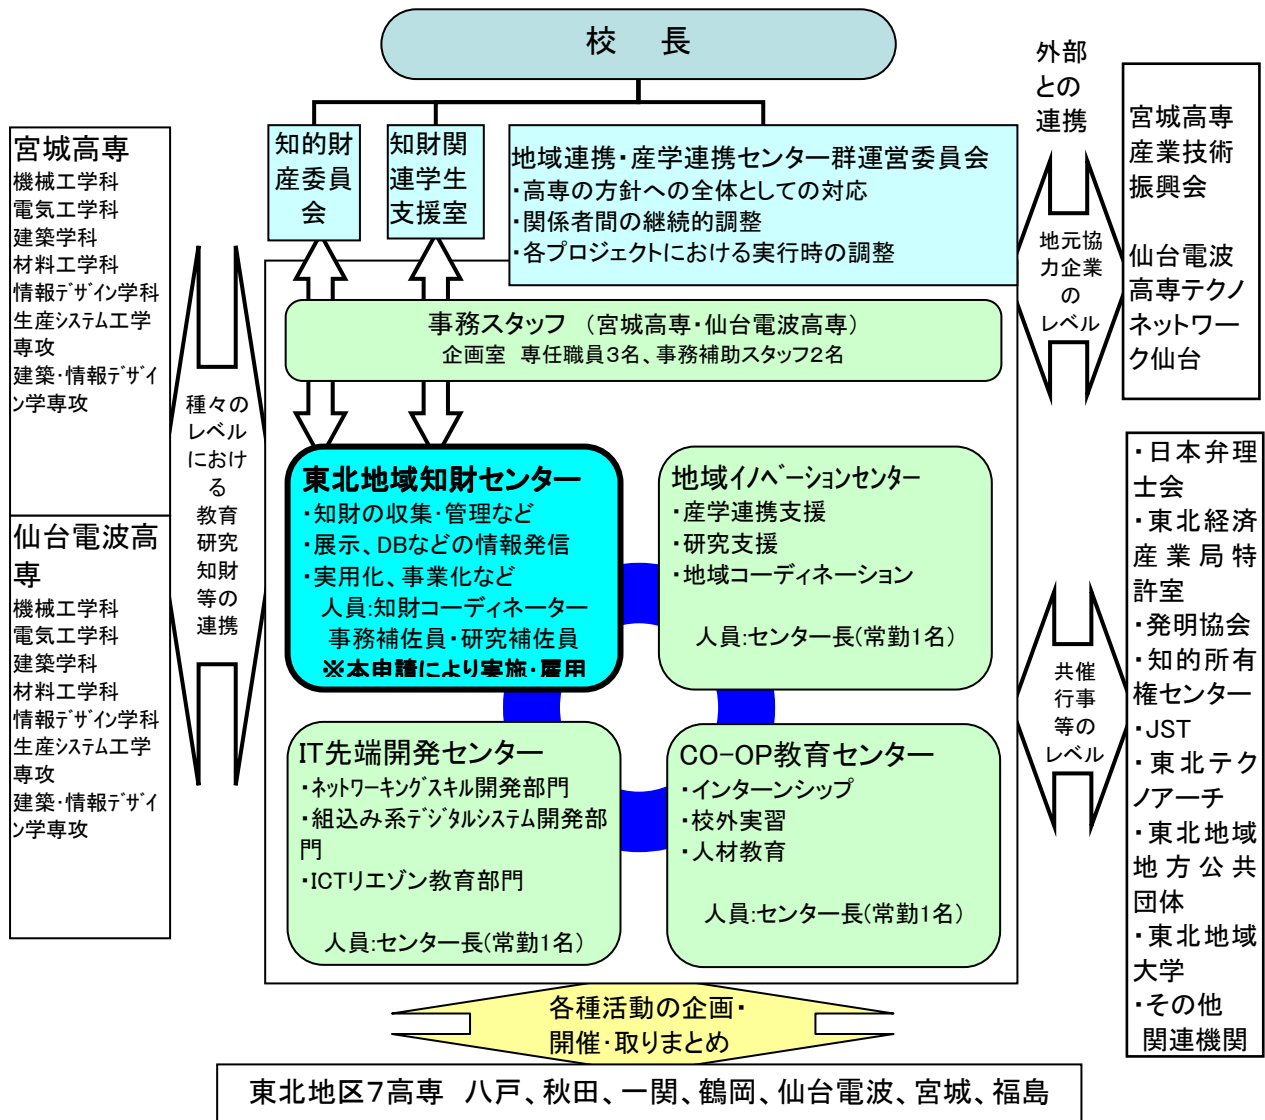 校 長
知的財
産委員
会
知財関
連学生
支援室
地域連携・産学連携センター群運営委員会
・高専の方針への全体としての対応
・関係者間の継続的調整
・各プロジェクトにおける実行時の調整
外部
との
連携
宮城高専
産業技術
振興会
仙台電波
高専テクノ
ネットワー
ク仙台
地元協
力企業
の
レベル
宮城高専
機械工学科
電気工学科
建築学科
材料工学科
情報ﾃﾞｻﾞｲﾝ学科
生産ｼｽﾃﾑ工学
専攻
建築・情報ﾃﾞｻﾞｲ
ﾝ学専攻
仙台電波高
専
機械工学科
電気工学科
建築学科
材料工学科
情報ﾃﾞｻﾞｲﾝ学科
生産ｼｽﾃﾑ工学
専攻
建築・情報ﾃﾞｻﾞｲ
ﾝ学専攻
種々の
レベル
におけ
る
教育
研究
知財
等の
連携
事務スタッフ （宮城高専・仙台電波高専）
企画室 専任職員３名、事務補助スタッフ２名
東北地域知財センター
・知財の収集・管理など
・展示、DBなどの情報発信
・実用化、事業化など
人員:知財コーディネーター
事務補佐員・研究補佐員
※本申請により実施・雇用
地域ｲﾉﾍﾞｰｼｮﾝｾﾝﾀｰ
・産学連携支援
・研究支援
・地域コーディネーション
人員:センター長(常勤1名)
IT先端開発センター
・ﾈｯﾄﾜｰｷﾝｸﾞｽｷﾙ開発部門
・組込み系ﾃﾞｼﾞﾀﾙｼｽﾃﾑ開発部
門
・ICTリエゾン教育部門
人員:センター長(常勤1名)
CO-OP教育センター
・インターンシップ
・校外実習
・人材教育
人員:センター長(常勤1名)
共催
行事
等の
レベル
・日本弁理
士会
・東北経済
産業局特
許室
・発明協会
・知的所有
権センター
・JST
・東北テク
ノアーチ
・東北地域
地方公共
団体
・東北地域
大学
・その他
関連機関
各種活動の企画・
開催・取りまとめ
東北地区７高専 八戸、秋田、一関、鶴岡、仙台電波、宮城、福島